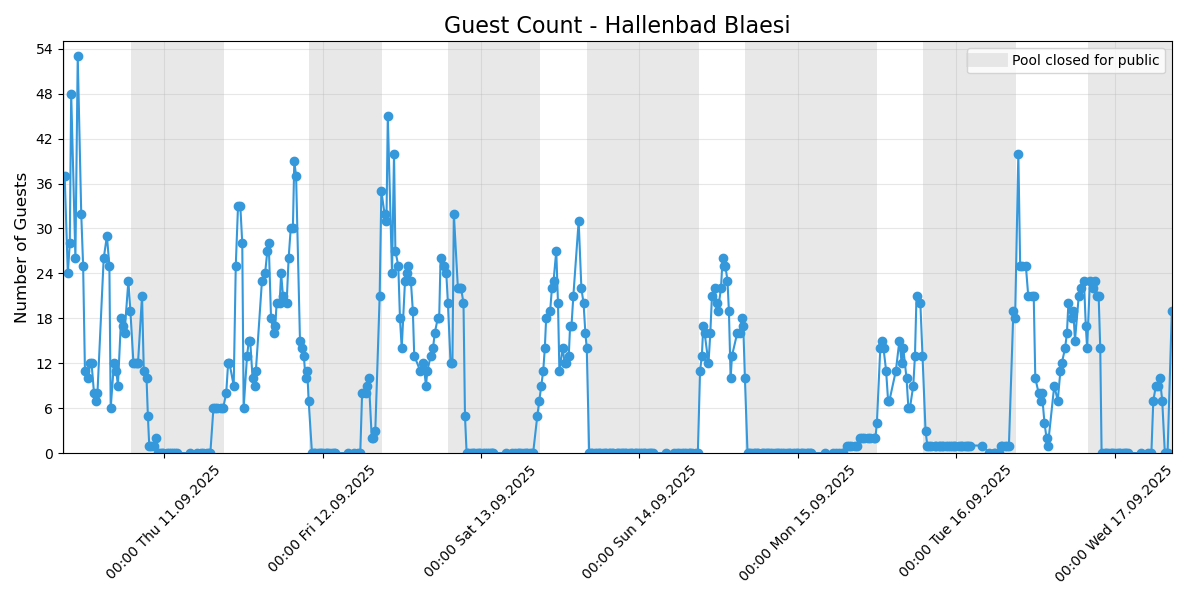 Guest Count - Hallenbad Blaesi
Pool closed for public
Number of Guests
54
48
42
36
30
24
18
12
6
0
00:00 Thu 11.09.2025
00:00 Fri 12.09.2025
00:00 Sat 13.09.2025
00:00 Sun 14.09.2025
00:00 Mon 15.09.2025
00:00 Tue 16.09.2025
00:00 Wed 17.09.2025